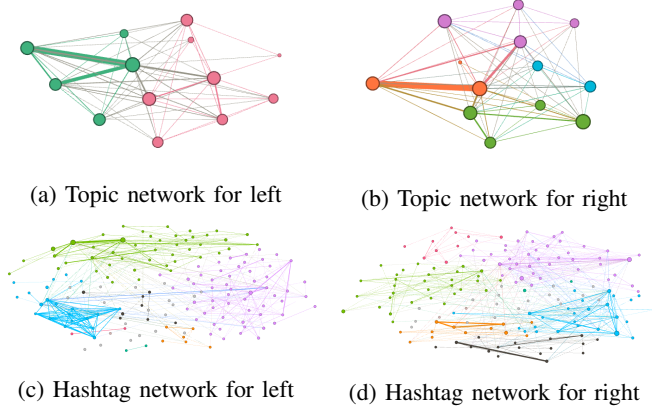 (a) Topic network for left
(b) Topic network for right
(c) Hashtag network for left
(d) Hashtag network for right